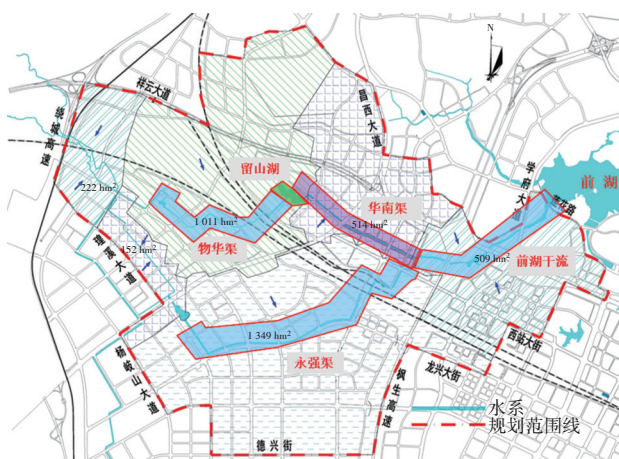 N
祥云大道
昌西大道
绕城高速
学府大道
前湖
留山湖
华南渠
222 hm²
1 011 hm²
514 hm²
物华渠
152 hm²
509 hm²
前湖干流
理溪大道
1 349 hm²
永强渠
西站大街
龙兴大街
杨岐山大道
枫生高速
德兴街
水系
规划范围线